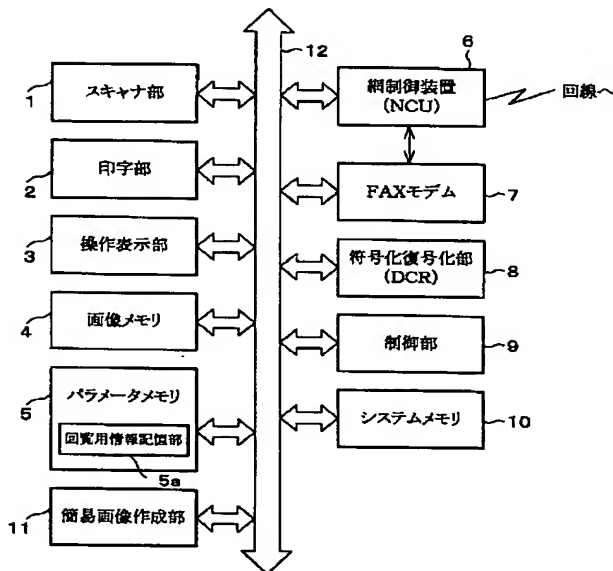 12
6
1
スキャナ部
網制御装置
(NCU)
回線へ
2
印字部
FAXモデム
7
3
操作表示部
符号化復号化部
(DCR)
8
4
画像メモリ
制御部
9
5
パラメータメモリ
回覧用情報記憶部
5a
システムメモリ
10
11
簡易画像作成部